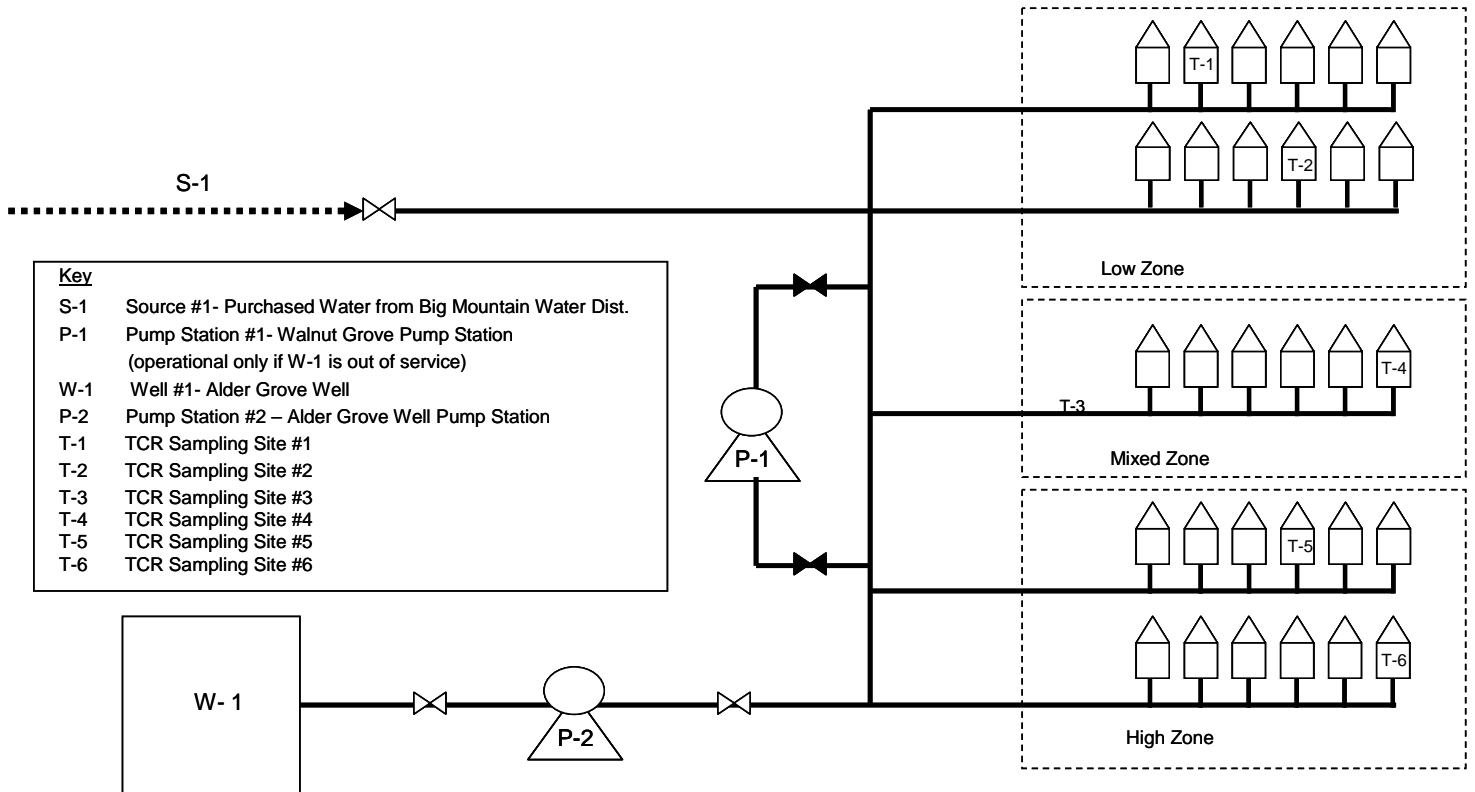 T-1
T-2
S-1
Low Zone
Key
S-1 Source #1- Purchased Water from Big Mountain Water Dist.
P-1 Pump Station #1- Walnut Grove Pump Station
(operational only if W-1 is out of service)
W-1 Well #1- Alder Grove Well
P-2 Pump Station #2 – Alder Grove Well Pump Station
T-1 TCR Sampling Site #1
T-2 TCR Sampling Site #2
T-3 TCR Sampling Site #3
T-4 TCR Sampling Site #4
T-5 TCR Sampling Site #5
T-6 TCR Sampling Site #6
T-4
T-3
P-1
Mixed Zone
T-5
T-6
W- 1
P-2
High Zone